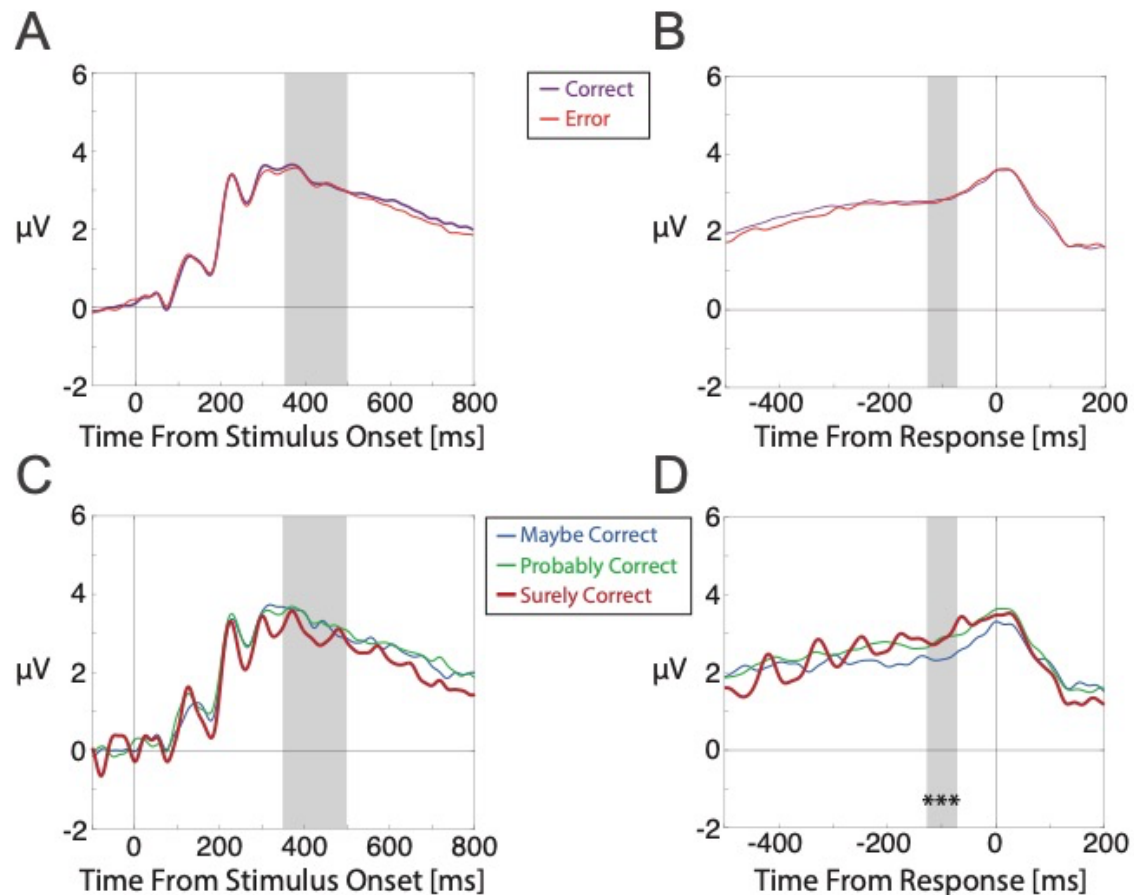 A
B
6
4
µV
2
0
-2
0 200 400 600 800
Time From Stimulus Onset [ms]
Correct
Error
6
4
µV
2
0
-2
-400 -200 0 200
Time From Response [ms]
C
D
6
4
µV
2
0
-2
0 200 400 600 800
Time From Stimulus Onset [ms]
Maybe Correct
Probably Correct
Surely Correct
6
4
µV
2
0
-2
***
-400 -200 0 200
Time From Response [ms]